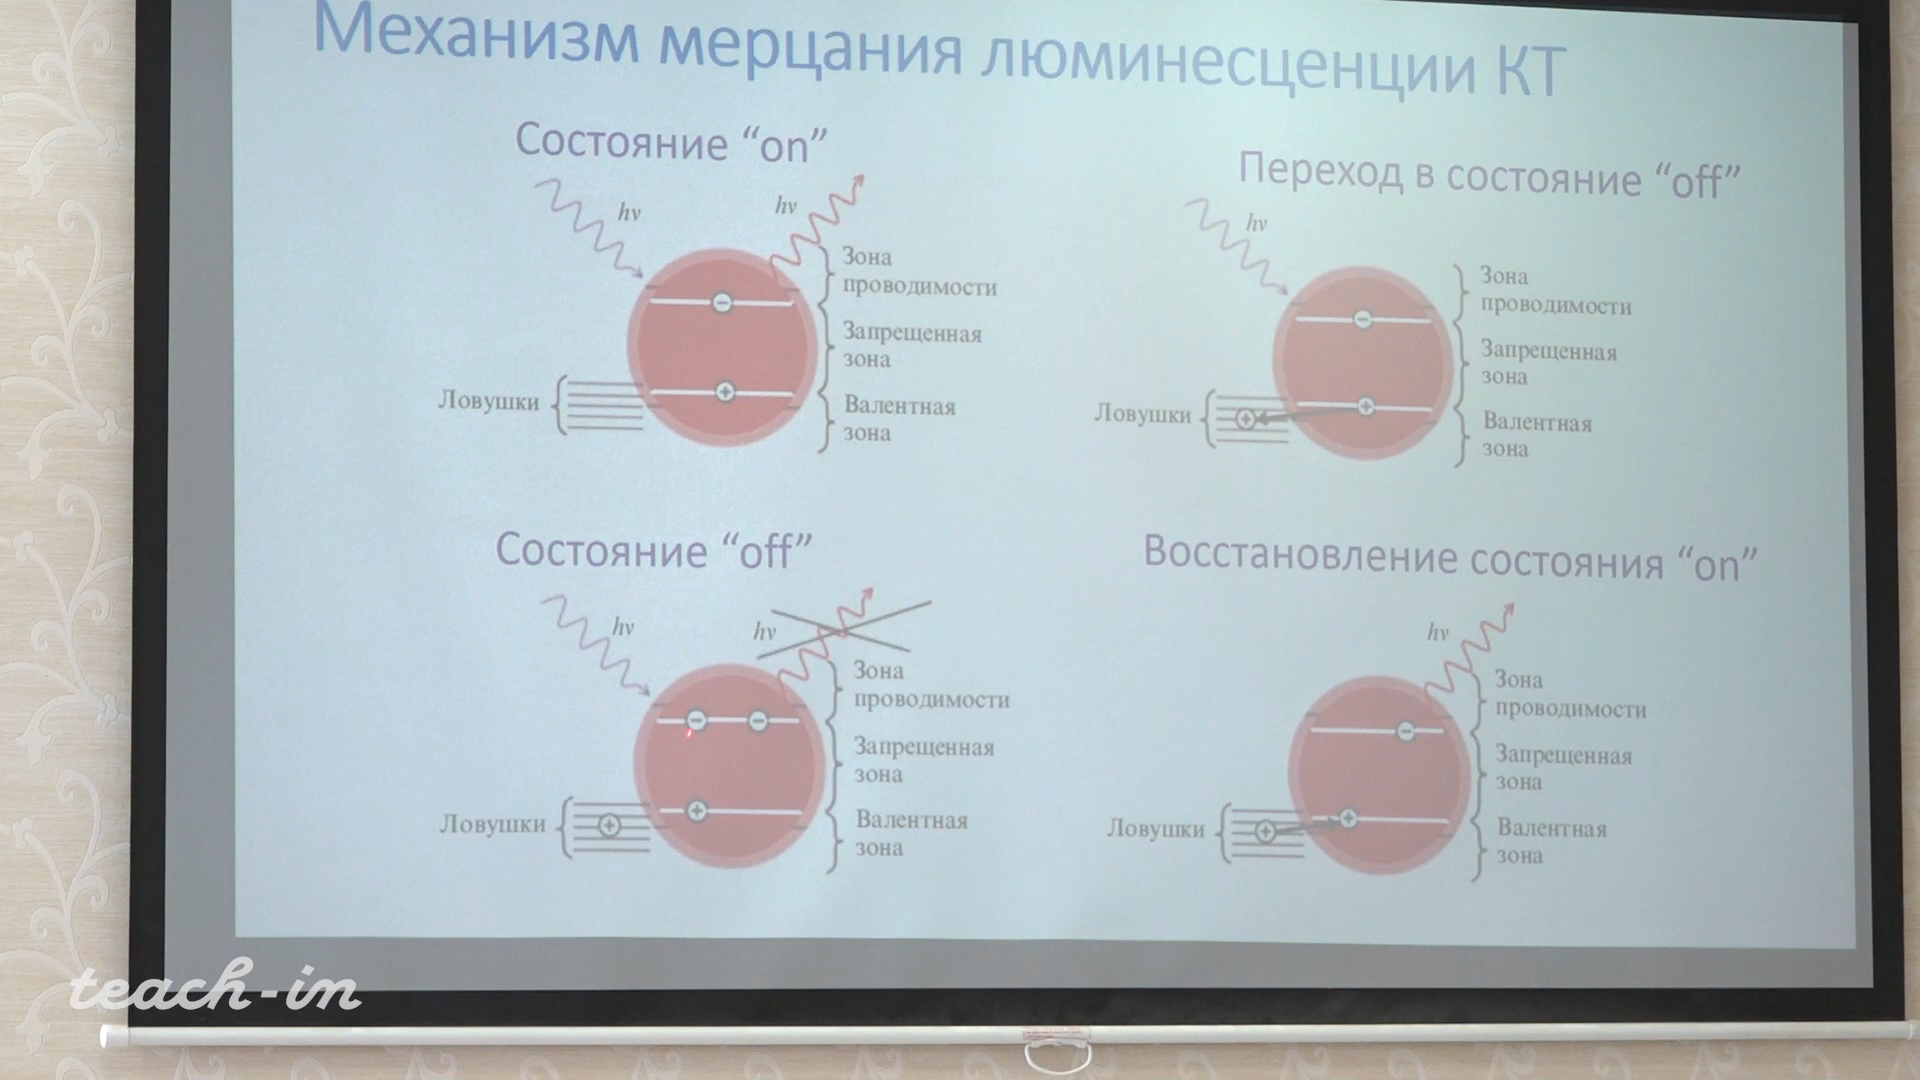 Механизм мерцания люминесценции КТ
Состояние “on”
hν
hν
Зона
проводимости
Запрещенная
зона
Валентная
зона
Ловушки
Переход в состояние “off”
hν
Зона
проводимости
Запрещенная
зона
Валентная
зона
Ловушки
Состояние “off”
hν
hν
Зона
проводимости
Запрещенная
зона
Валентная
зона
Ловушки
Восстановление состояния “on”
hν
Зона
проводимости
Запрещенная
зона
Валентная
зона
Ловушки
teach-in